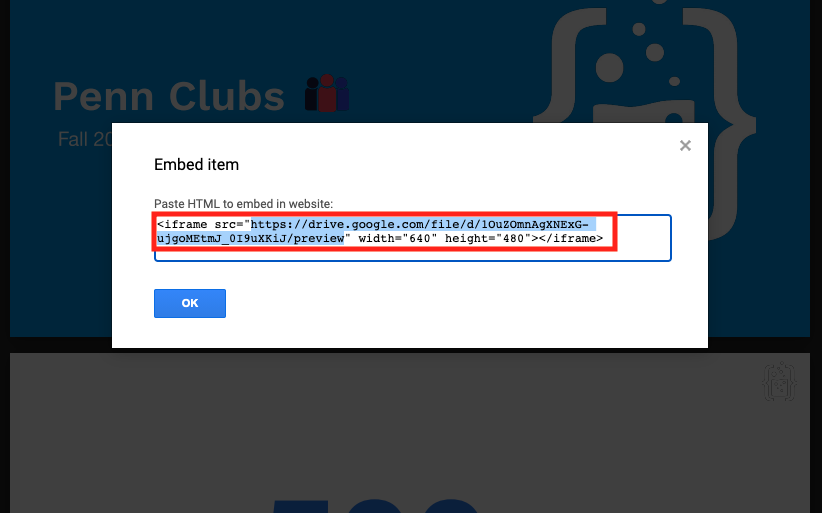 Penn Clubs
Fall 20
×
Embed item
Paste HTML to embed in website:
<iframe src="https://drive.google.com/file/d/1OuZOmnAgXNExG-
ujgoMEtmJ_0I9uXKiJ/preview" width="640" height="480"></iframe>
OK